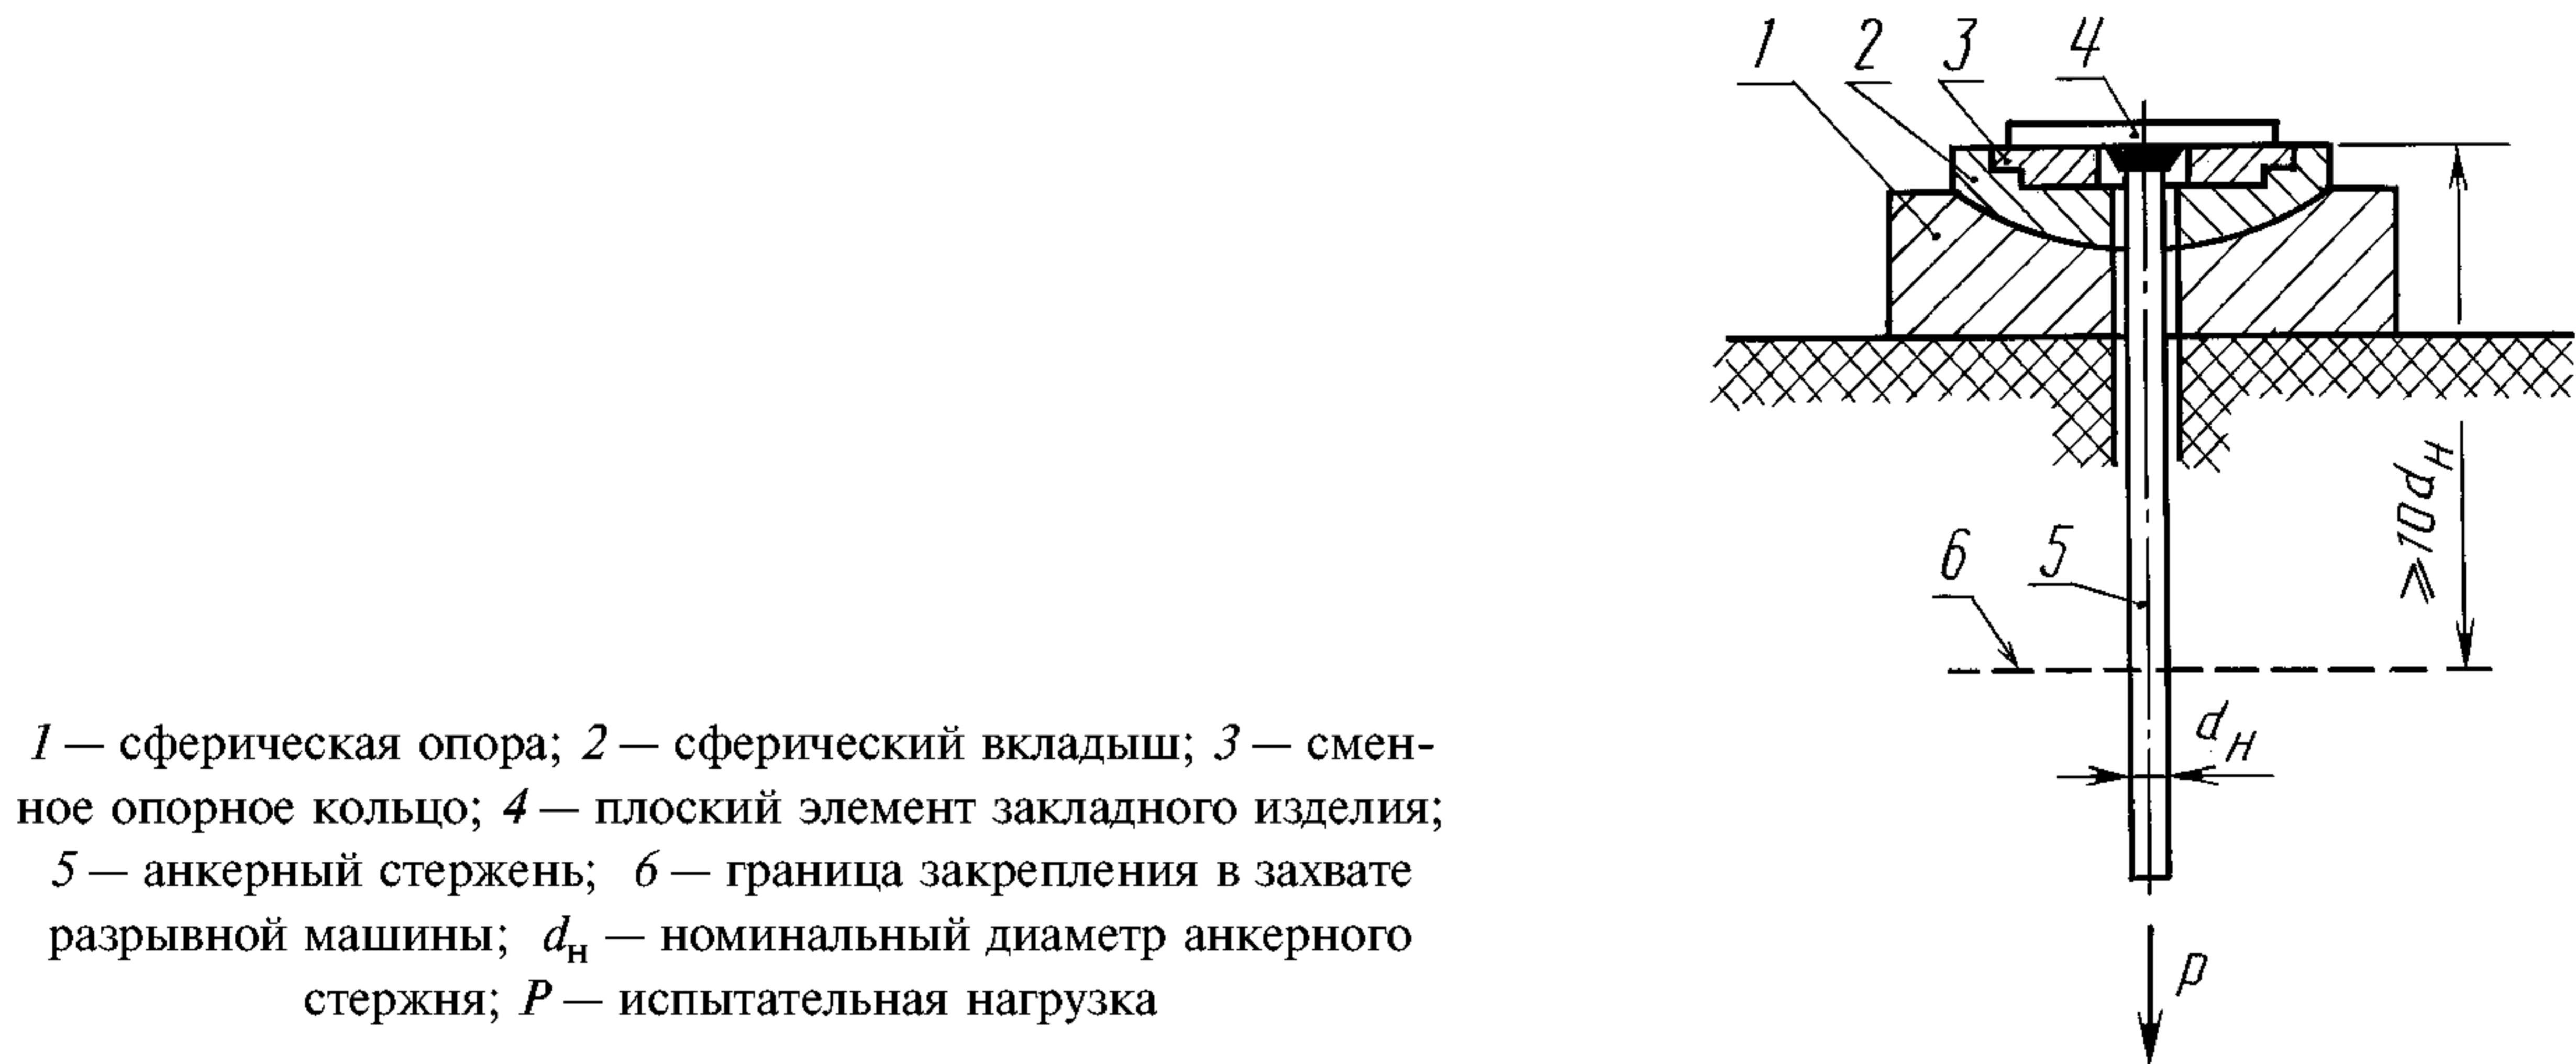 1 2 3 4
≥10dн
6 5
1 — сферическая опора; 2 — сферический вкладыш; 3 — смен-
dн
ное опорное кольцо; 4 — плоский элемент закладного изделия;
5 — анкерный стержень; 6 — граница закрепления в захвате
разрывной машины; dн — номинальный диаметр анкерного
стержня; P — испытательная нагрузка
P